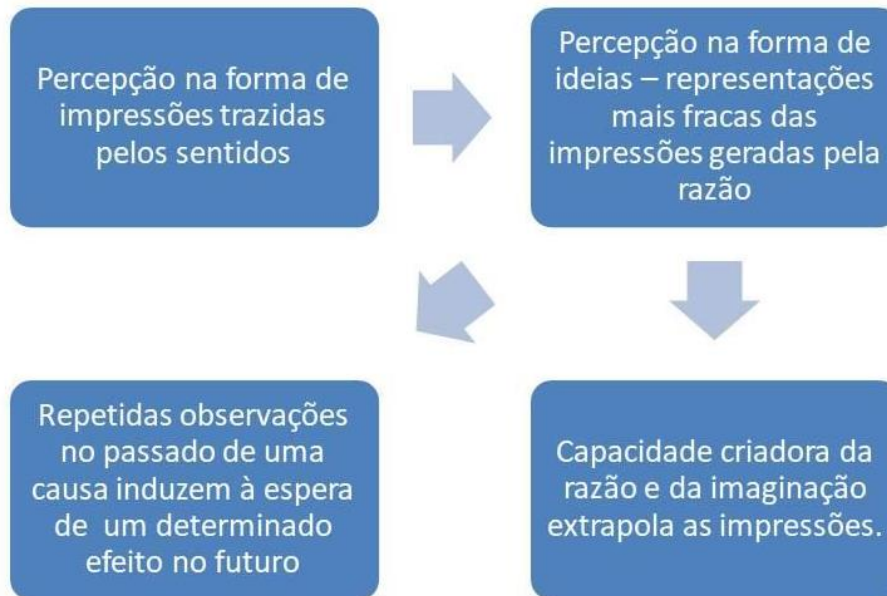 Percepção na forma de
impressões trazidas
pelos sentidos
Percepção na forma de
ideias – representações
mais fracas das
impressões geradas pela
razão
Repetidas observações
no passado de uma
causa induzem à espera
de um determinado
efeito no futuro
Capacidade criadora da
razão e da imaginação
extrapola as impressões.